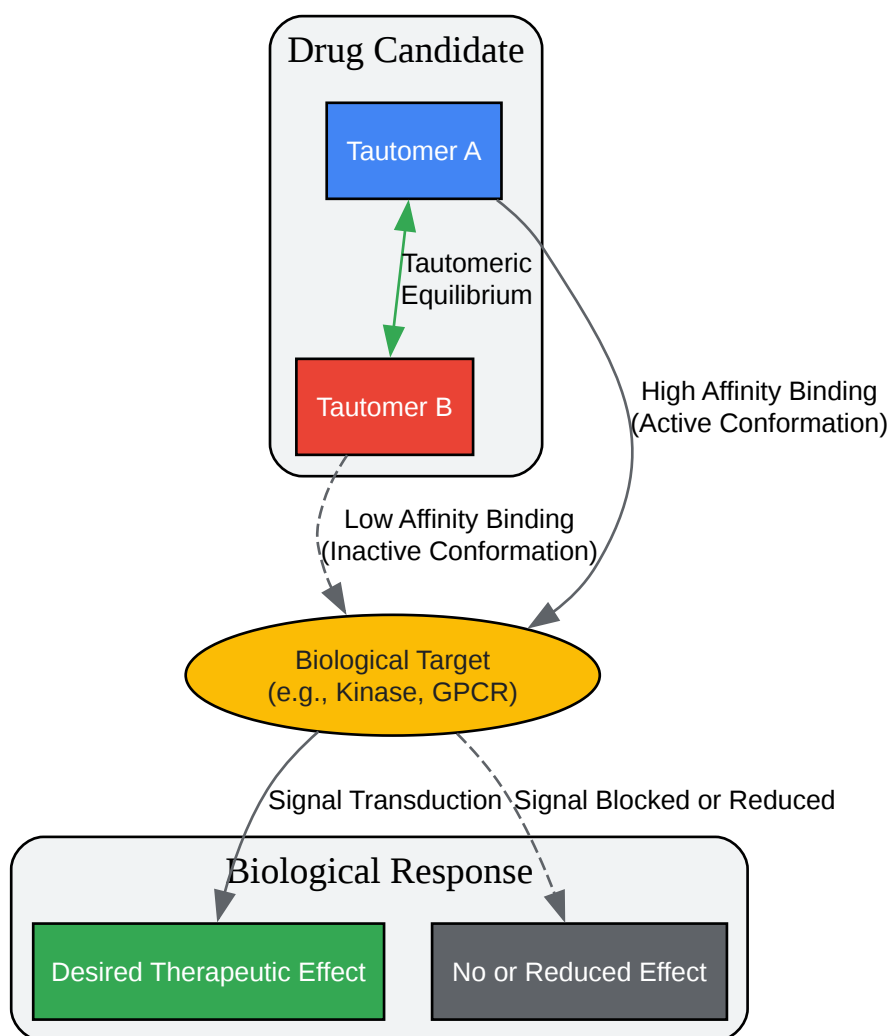 Drug Candidate
Tautomer A
Tautomeric
Equilibrium
Tautomer B
High Affinity Binding
(Active Conformation)
Low Affinity Binding
(Inactive Conformation)
Biological Target
(e.g., Kinase, GPCR)
Signal Transduction
Signal Blocked or Reduced
Biological Response
Desired Therapeutic Effect
No or Reduced Effect